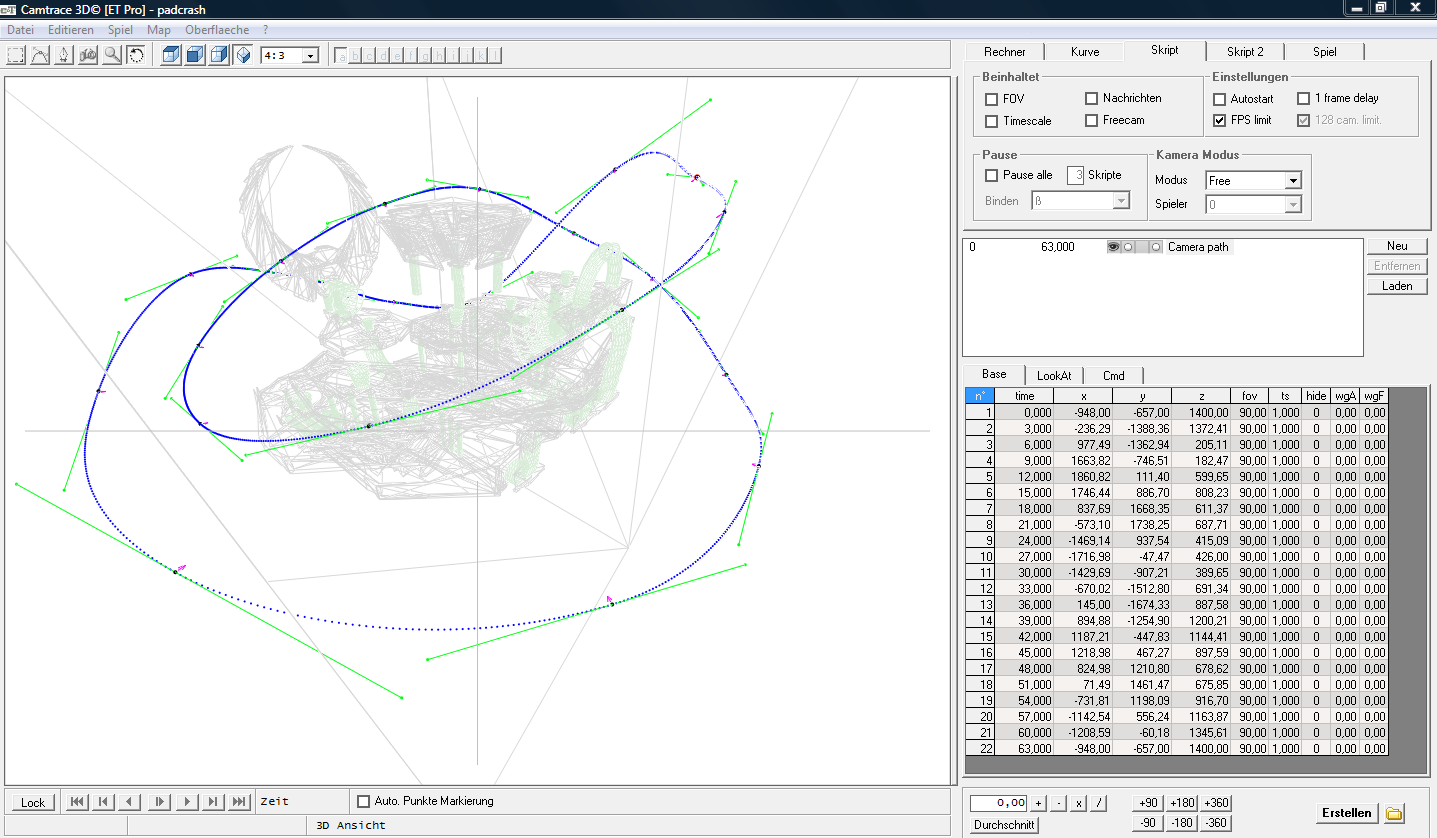 Camtrace 3D© [ET Pro] - padcrash
Datei Editieren Spiel Map Oberflaeche ?
4:3 a b c d e f g h i j k l
Rechner Kurve Skript Skript 2 Spiel
Beinhaltet Einstellungen
FOV Nachrichten Autostart 1 frame delay
Timescale Freecam FPS limit 128 cam. limit.
Pause Kamera Modus
Pause alle 3 Skripte Modus Free
Binden ß Spieler 0
0 63,000 Camera path
Neu
Entfernen
Laden
Base LookAt Cmd
n° time x y z fov ts hide wgA wgF
1 0,000 -948,00 -657,00 1400,00 90,00 1,000 0 0,00 0,00
2 3,000 -236,29 -1388,36 1372,41 90,00 1,000 0 0,00 0,00
3 6,000 977,49 -1362,94 205,11 90,00 1,000 0 0,00 0,00
4 9,000 1663,82 -746,51 182,47 90,00 1,000 0 0,00 0,00
5 12,000 1860,82 111,40 599,65 90,00 1,000 0 0,00 0,00
6 15,000 1746,44 886,70 808,23 90,00 1,000 0 0,00 0,00
7 18,000 837,69 1668,35 611,37 90,00 1,000 0 0,00 0,00
8 21,000 -573,10 1738,25 687,71 90,00 1,000 0 0,00 0,00
9 24,000 -1469,14 937,54 415,09 90,00 1,000 0 0,00 0,00
10 27,000 -1716,98 -47,47 426,00 90,00 1,000 0 0,00 0,00
11 30,000 -1429,69 -907,21 389,65 90,00 1,000 0 0,00 0,00
12 33,000 -670,02 -1512,80 691,34 90,00 1,000 0 0,00 0,00
13 36,000 145,00 -1674,33 887,58 90,00 1,000 0 0,00 0,00
14 39,000 894,88 -1254,90 1200,21 90,00 1,000 0 0,00 0,00
15 42,000 1187,21 -447,83 1144,41 90,00 1,000 0 0,00 0,00
16 45,000 1218,98 467,27 897,59 90,00 1,000 0 0,00 0,00
17 48,000 824,98 1210,80 678,62 90,00 1,000 0 0,00 0,00
18 51,000 71,49 1461,47 675,85 90,00 1,000 0 0,00 0,00
19 54,000 -731,81 1198,09 916,70 90,00 1,000 0 0,00 0,00
20 57,000 -1142,54 556,24 1163,87 90,00 1,000 0 0,00 0,00
21 60,000 -1208,59 -60,18 1345,61 90,00 1,000 0 0,00 0,00
22 63,000 -948,00 -657,00 1400,00 90,00 1,000 0 0,00 0,00
Lock Zeit Auto. Punkte Markierung
3D Ansicht
0,00 + - x / +90 +180 +360
Durchschnitt -90 -180 -360
Erstellen